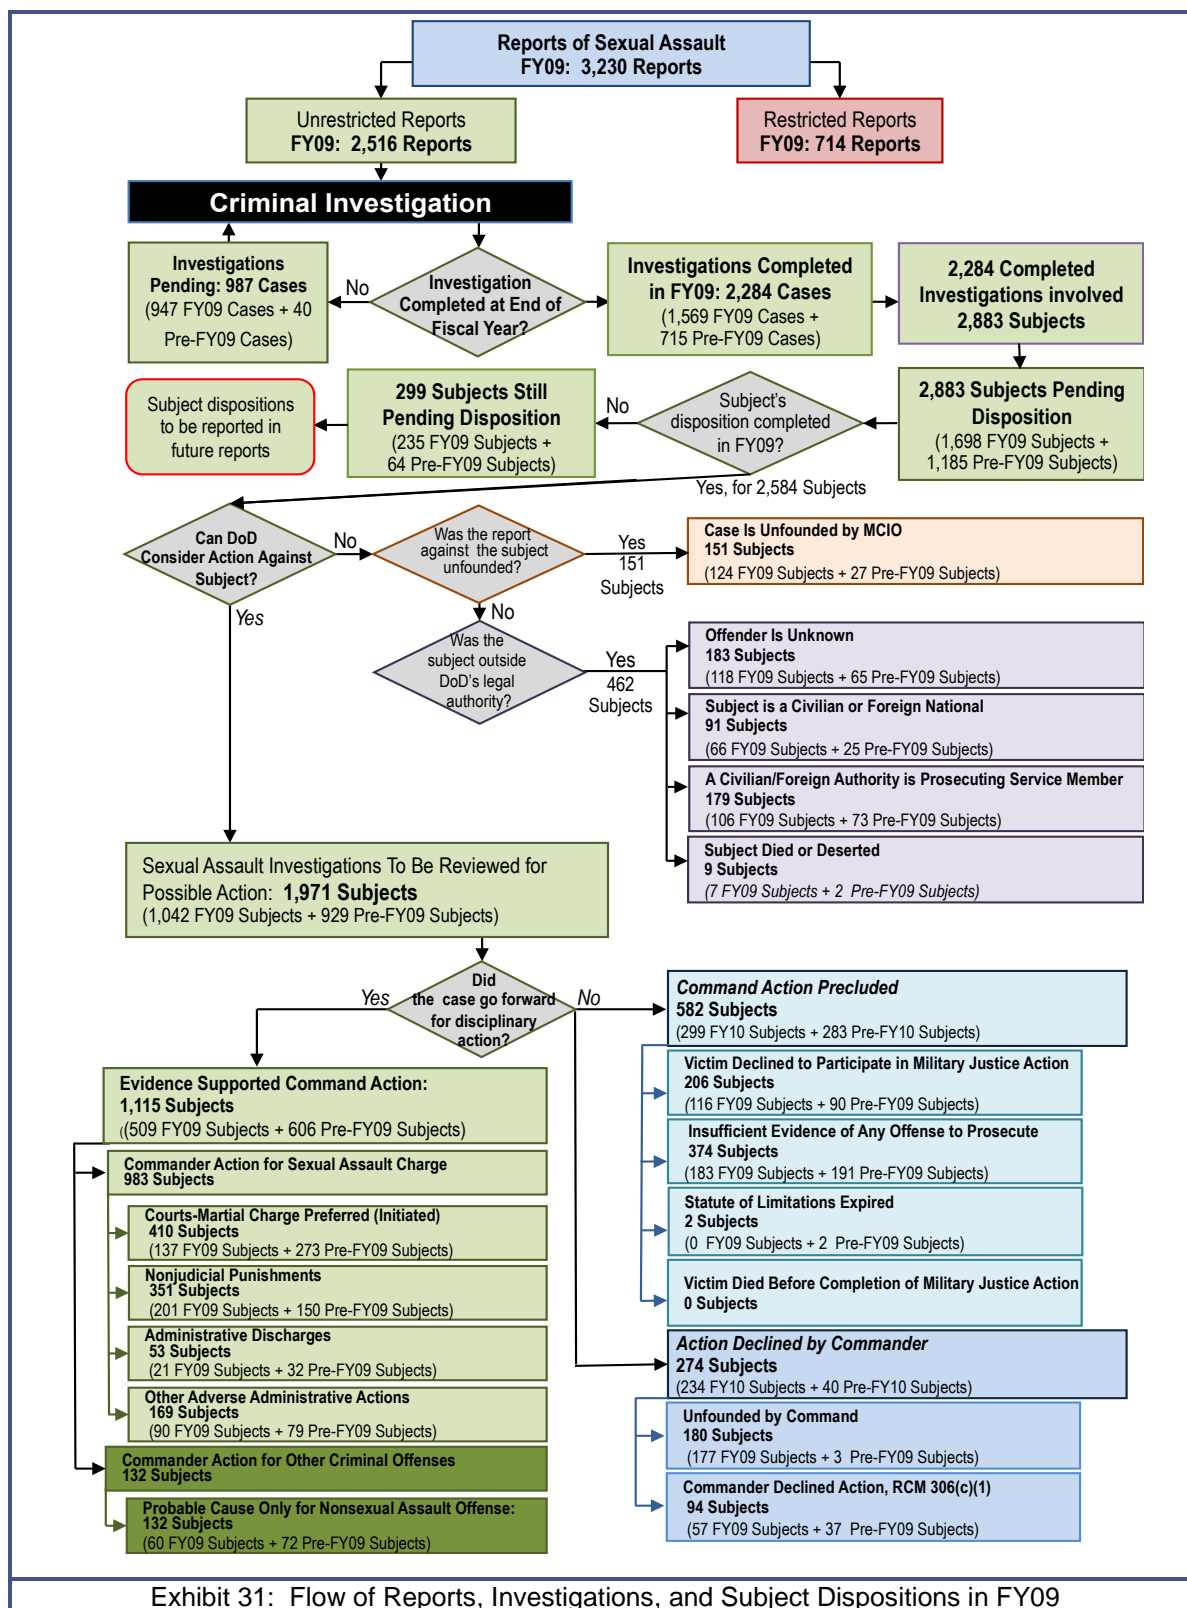 Reports of Sexual Assault
FY09: 3,230 Reports
Unrestricted Reports
FY09: 2,516 Reports
Restricted Reports
FY09: 714 Reports
Criminal Investigation
Investigations
Pending: 987 Cases
(947 FY09 Cases + 40
Pre-FY09 Cases)
No
Investigation
Completed at End of
Fiscal Year?
Investigations Completed
in FY09: 2,284 Cases
(1,569 FY09 Cases +
715 Pre-FY09 Cases)
2,284 Completed
Investigations involved
2,883 Subjects
Subject dispositions
to be reported in
future reports
299 Subjects Still
Pending Disposition
(235 FY09 Subjects +
64 Pre-FY09 Subjects)
No
Subject's
disposition completed
in FY09?
2,883 Subjects Pending
Disposition
(1,698 FY09 Subjects +
1,185 Pre-FY09 Subjects)
Yes, for 2,584 Subjects
Can DoD
Consider Action Against
Subject?
No
Yes
Was the report
against the subject
unfounded?
Yes
151
Subjects
Case Is Unfounded by MCIO
151 Subjects
(124 FY09 Subjects + 27 Pre-FY09 Subjects)
No
Was the
subject outside
DoD's legal
authority?
Yes
462
Subjects
Offender Is Unknown
183 Subjects
(118 FY09 Subjects + 65 Pre-FY09 Subjects)
Subject is a Civilian or Foreign National
91 Subjects
(66 FY09 Subjects + 25 Pre-FY09 Subjects)
A Civilian/Foreign Authority is Prosecuting Service Member
179 Subjects
(106 FY09 Subjects + 73 Pre-FY09 Subjects)
Subject Died or Deserted
9 Subjects
(7 FY09 Subjects + 2 Pre-FY09 Subjects)
Sexual Assault Investigations To Be Reviewed for
Possible Action: 1,971 Subjects
(1,042 FY09 Subjects + 929 Pre-FY09 Subjects)
Did
the case go forward
for disciplinary
action?
Yes
No
Evidence Supported Command Action:
1,115 Subjects
((509 FY09 Subjects + 606 Pre-FY09 Subjects)
Commander Action for Sexual Assault Charge
983 Subjects
Courts-Martial Charge Preferred (Initiated)
410 Subjects
(137 FY09 Subjects + 273 Pre-FY09 Subjects)
Nonjudicial Punishments
351 Subjects
(201 FY09 Subjects + 150 Pre-FY09 Subjects)
Administrative Discharges
53 Subjects
(21 FY09 Subjects + 32 Pre-FY09 Subjects)
Other Adverse Administrative Actions
169 Subjects
(90 FY09 Subjects + 79 Pre-FY09 Subjects)
Commander Action for Other Criminal Offenses
132 Subjects
Probable Cause Only for Nonsexual Assault Offense:
132 Subjects
(60 FY09 Subjects + 72 Pre-FY09 Subjects)
Command Action Precluded
582 Subjects
(299 FY10 Subjects + 283 Pre-FY10 Subjects)
Victim Declined to Participate in Military Justice Action
206 Subjects
(116 FY09 Subjects + 90 Pre-FY09 Subjects)
Insufficient Evidence of Any Offense to Prosecute
374 Subjects
(183 FY09 Subjects + 191 Pre-FY09 Subjects)
Statute of Limitations Expired
2 Subjects
(0 FY09 Subjects + 2 Pre-FY09 Subjects)
Victim Died Before Completion of Military Justice Action
0 Subjects
Action Declined by Commander
274 Subjects
(234 FY10 Subjects + 40 Pre-FY10 Subjects)
Unfounded by Command
180 Subjects
(177 FY09 Subjects + 3 Pre-FY09 Subjects)
Commander Declined Action, RCM 306(c)(1)
94 Subjects
(57 FY09 Subjects + 37 Pre-FY09 Subjects)
Exhibit 31: Flow of Reports, Investigations, and Subject Dispositions in FY09